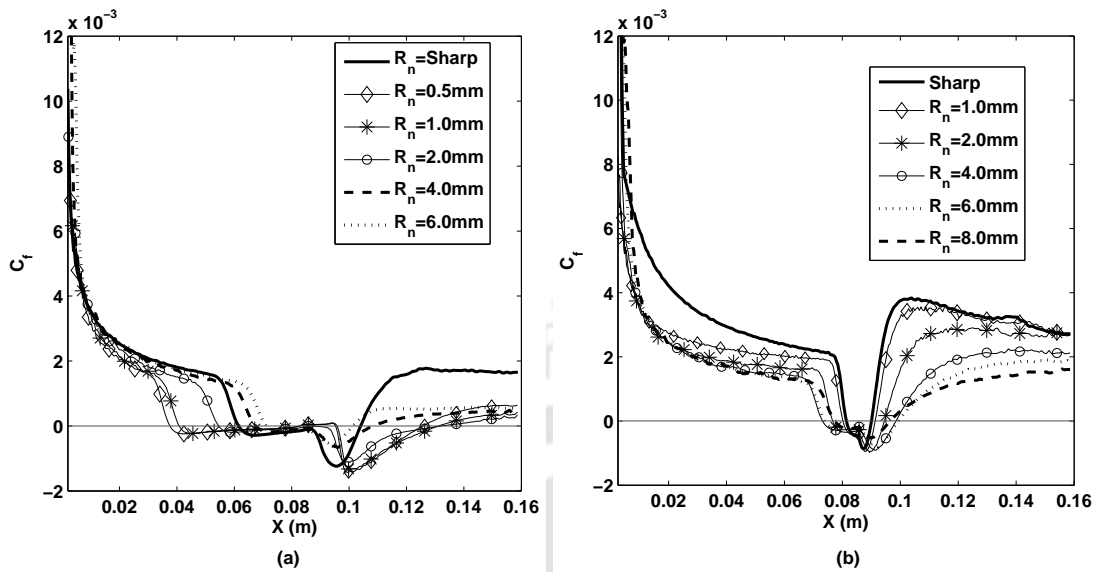 x 10⁻³
12
10
8
6
4
2
0
−2
C_f
0.02 0.04 0.06 0.08 0.1 0.12 0.14 0.16
X (m)
R_n=Sharp
R_n=0.5mm
R_n=1.0mm
R_n=2.0mm
R_n=4.0mm
R_n=6.0mm
(a)
x 10⁻³
12
10
8
6
4
2
0
−2
C_f
0.02 0.04 0.06 0.08 0.1 0.12 0.14 0.16
X (m)
Sharp
R_n=1.0mm
R_n=2.0mm
R_n=4.0mm
R_n=6.0mm
R_n=8.0mm
(b)